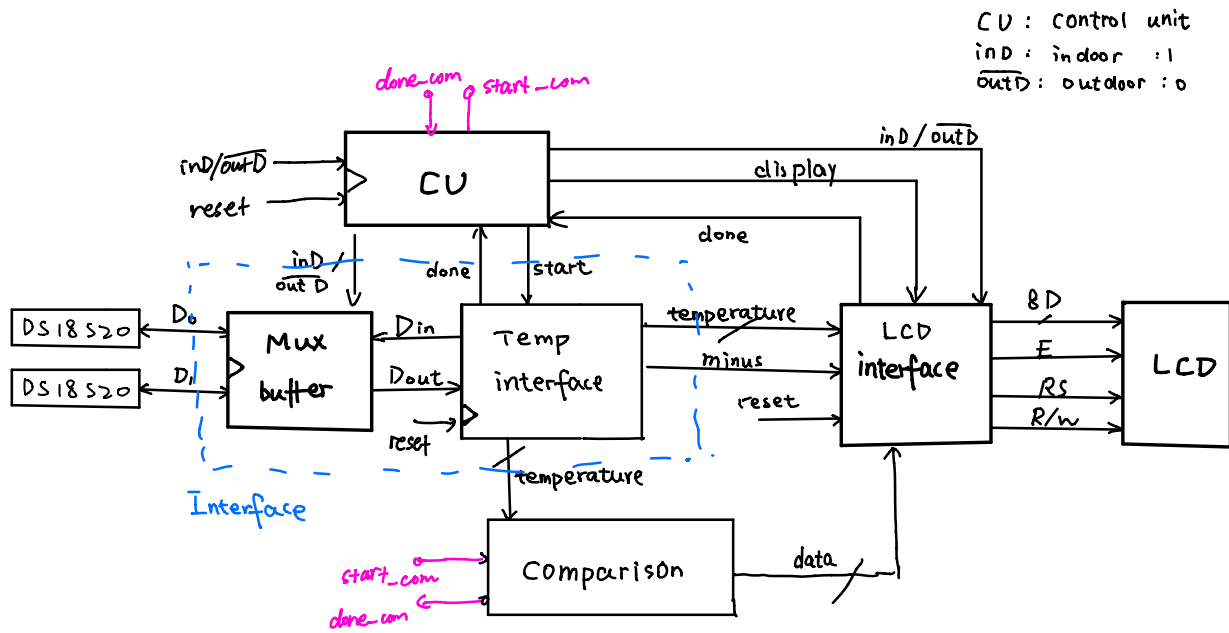 CU : control unit
inD : indoor : 1
outD : outdoor : 0
done_com
start_com
inD/outD
reset
CU
inD/outD
display
done
inD/
outD
done
start
DS18S20
D0
DS18S20
D1
Mux
buffer
Din
Dout
reset
Temp
interface
temperature
minus
reset
LCD
interface
8D
E
RS
R/W
LCD
Interface
temperature
start_com
done_com
Comparison
data